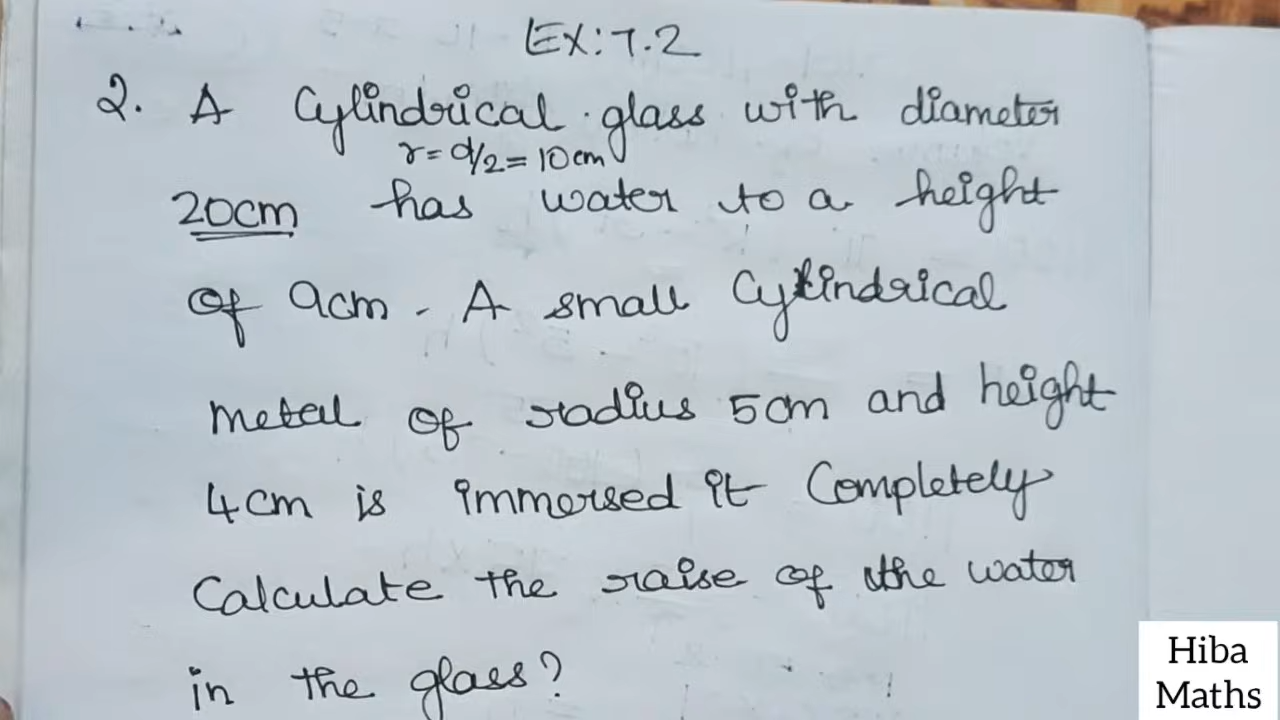 Ex: 7.2
2. A Cylindrical glass with diameter
r = d/2 = 10cm
20cm has water to a height
of 9cm. A small Cylindrical
metal of radius 5cm and height
4cm is immersed it Completely
Calculate the raise of the water
in the glass?
Hiba
Maths